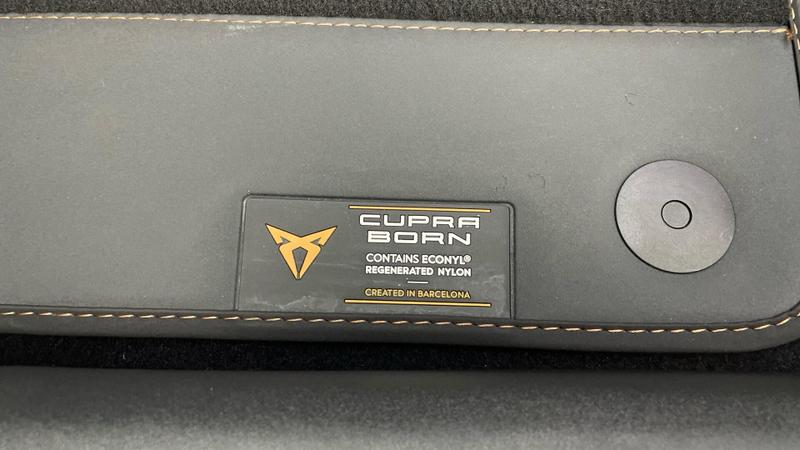 CUPRA
BORN
CONTAINS ECONYL®
REGENERATED NYLON
CREATED IN BARCELONA